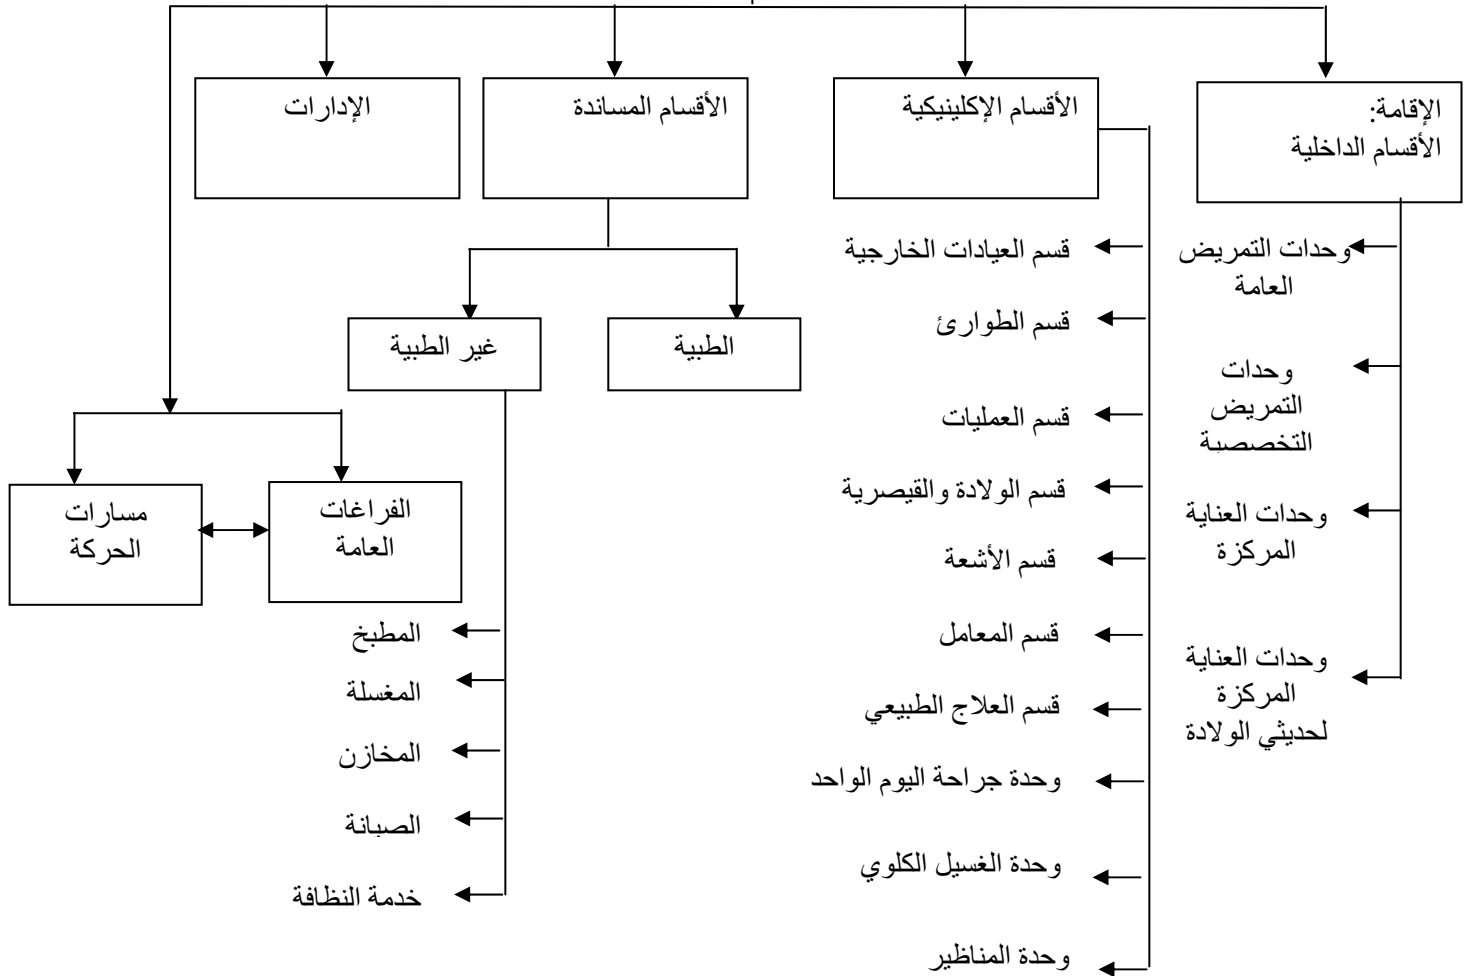 الإقامة:
الأقسام الداخلية
الأقسام الإكلينيكية
الأقسام المساندة
الإدارات
وحدات التمريض
العامة
وحدات
التمريض
التخصصية
وحدات العناية
المركزة
وحدات العناية
المركزة
لحديثي الولادة
قسم العيادات الخارجية
قسم الطوارئ
قسم العمليات
قسم الولادة والقيصرية
قسم الأشعة
قسم المعامل
قسم العلاج الطبيعي
وحدة جراحة اليوم الواحد
وحدة الغسيل الكلوي
وحدة المناظير
الطبية
غير الطبية
المطبخ
المغسلة
المخازن
الصيانة
خدمة النظافة
الفراغات
العامة
مسارات
الحركة